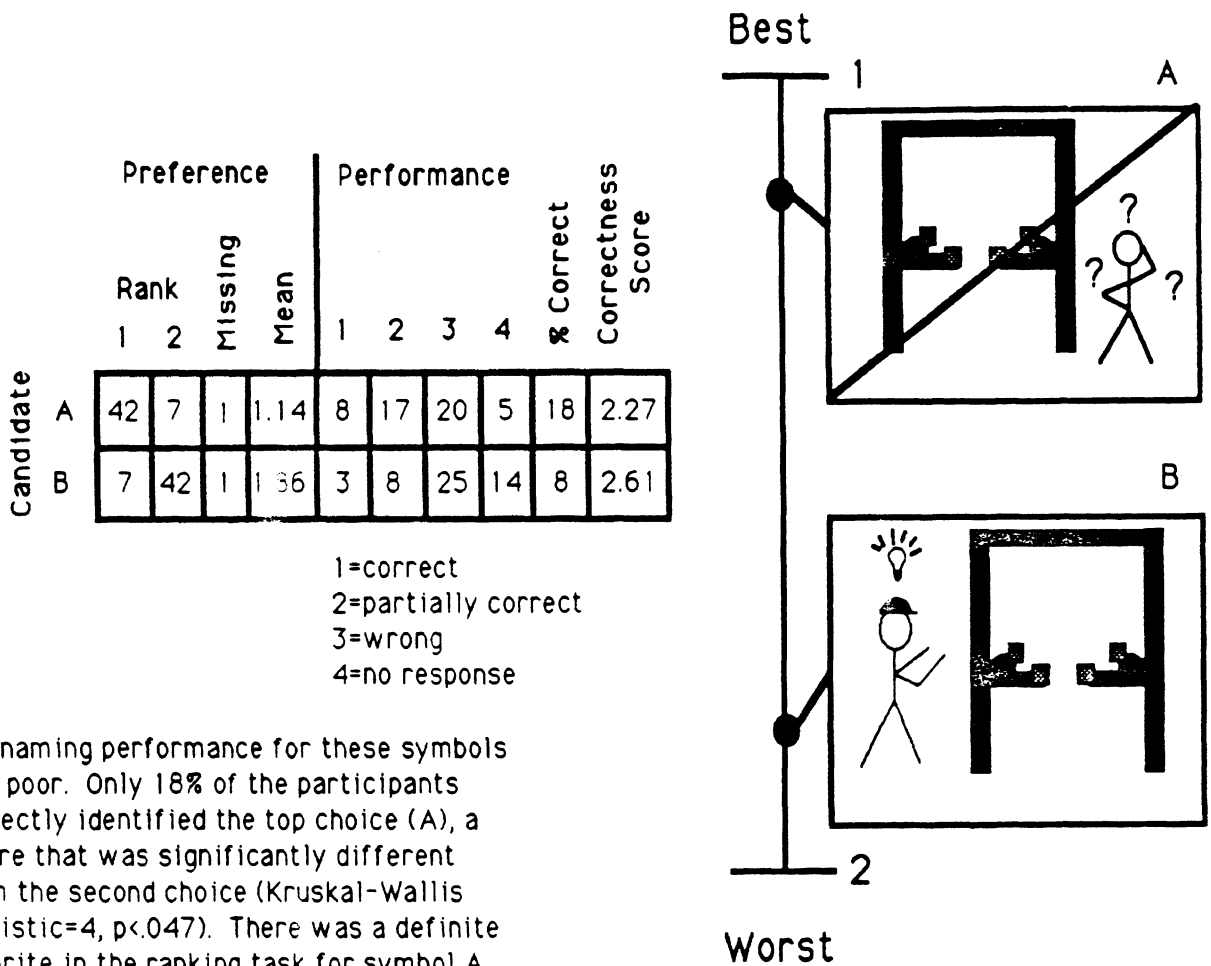 Best
1 A
Preference Performance
Rank Missing Mean % Correct Correctness Score
1 2 1 2 3 4
Candidate
A 42 7 1 1.14 8 17 20 5 18 2.27
B 7 42 1 3 8 25 14 8 2.61
? ? ?
B
1=correct
2=partially correct
3=wrong
4=no response
naming performance for these symbols
poor. Only 18% of the participants
ectly identified the top choice (A), a
re that was significantly different
the second choice (Kruskal-Wallis
istic=4, p<.047). There was a definite
rite in the ranking task for symbol A
2
Worst